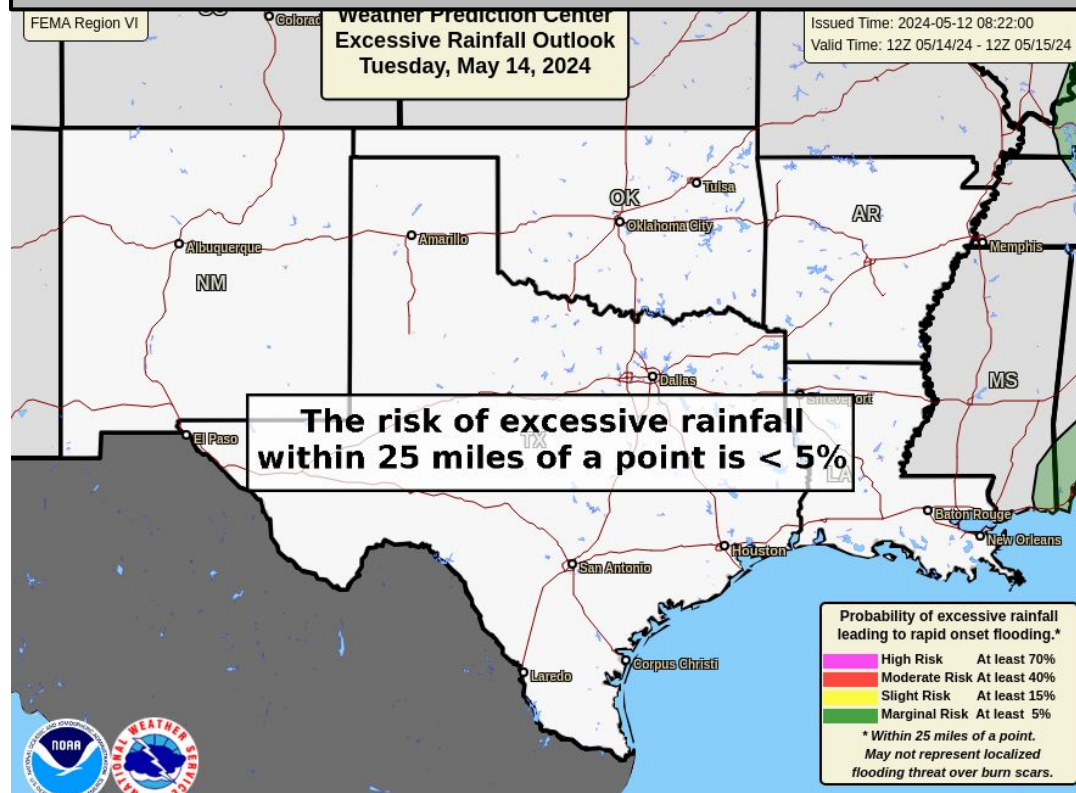 FEMA Region VI
Weather Prediction Center
Excessive Rainfall Outlook
Tuesday, May 14, 2024
Issued Time: 2024-05-12 08:22:00
Valid Time: 12Z 05/14/24 - 12Z 05/15/24
Tulsa
OK
Oklahoma City
AR
Amarillo
Albuquerque
Memphis
NM
Dallas
MS
Shreveport
The risk of excessive rainfall
within 25 miles of a point is < 5%
El Paso
TX
LA
Baton Rouge
New Orleans
Houston
San Antonio
Corpus Christi
Laredo
Probability of excessive rainfall
leading to rapid onset flooding.*
High Risk At least 70%
Moderate Risk At least 40%
Slight Risk At least 15%
Marginal Risk At least 5%
* Within 25 miles of a point.
May not represent localized
flooding threat over burn scars.
NOAA
NATIONAL WEATHER SERVICE